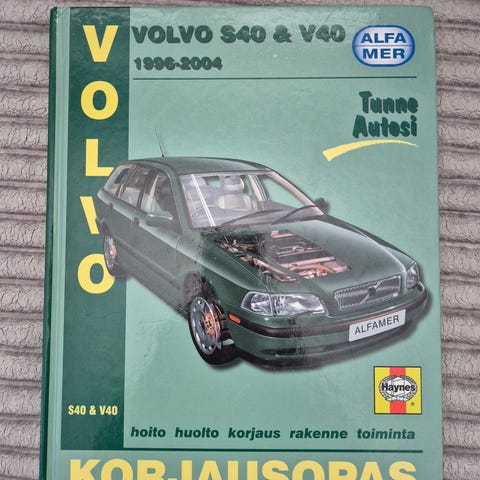 VOLVO
VOLVO S40 & V40
1996-2004
ALFA
MER
Tunne
Autosi
ALFAMER
Haynes
S40 & V40
hoito huolto korjaus rakenne toiminta
KORJAUSOPAS